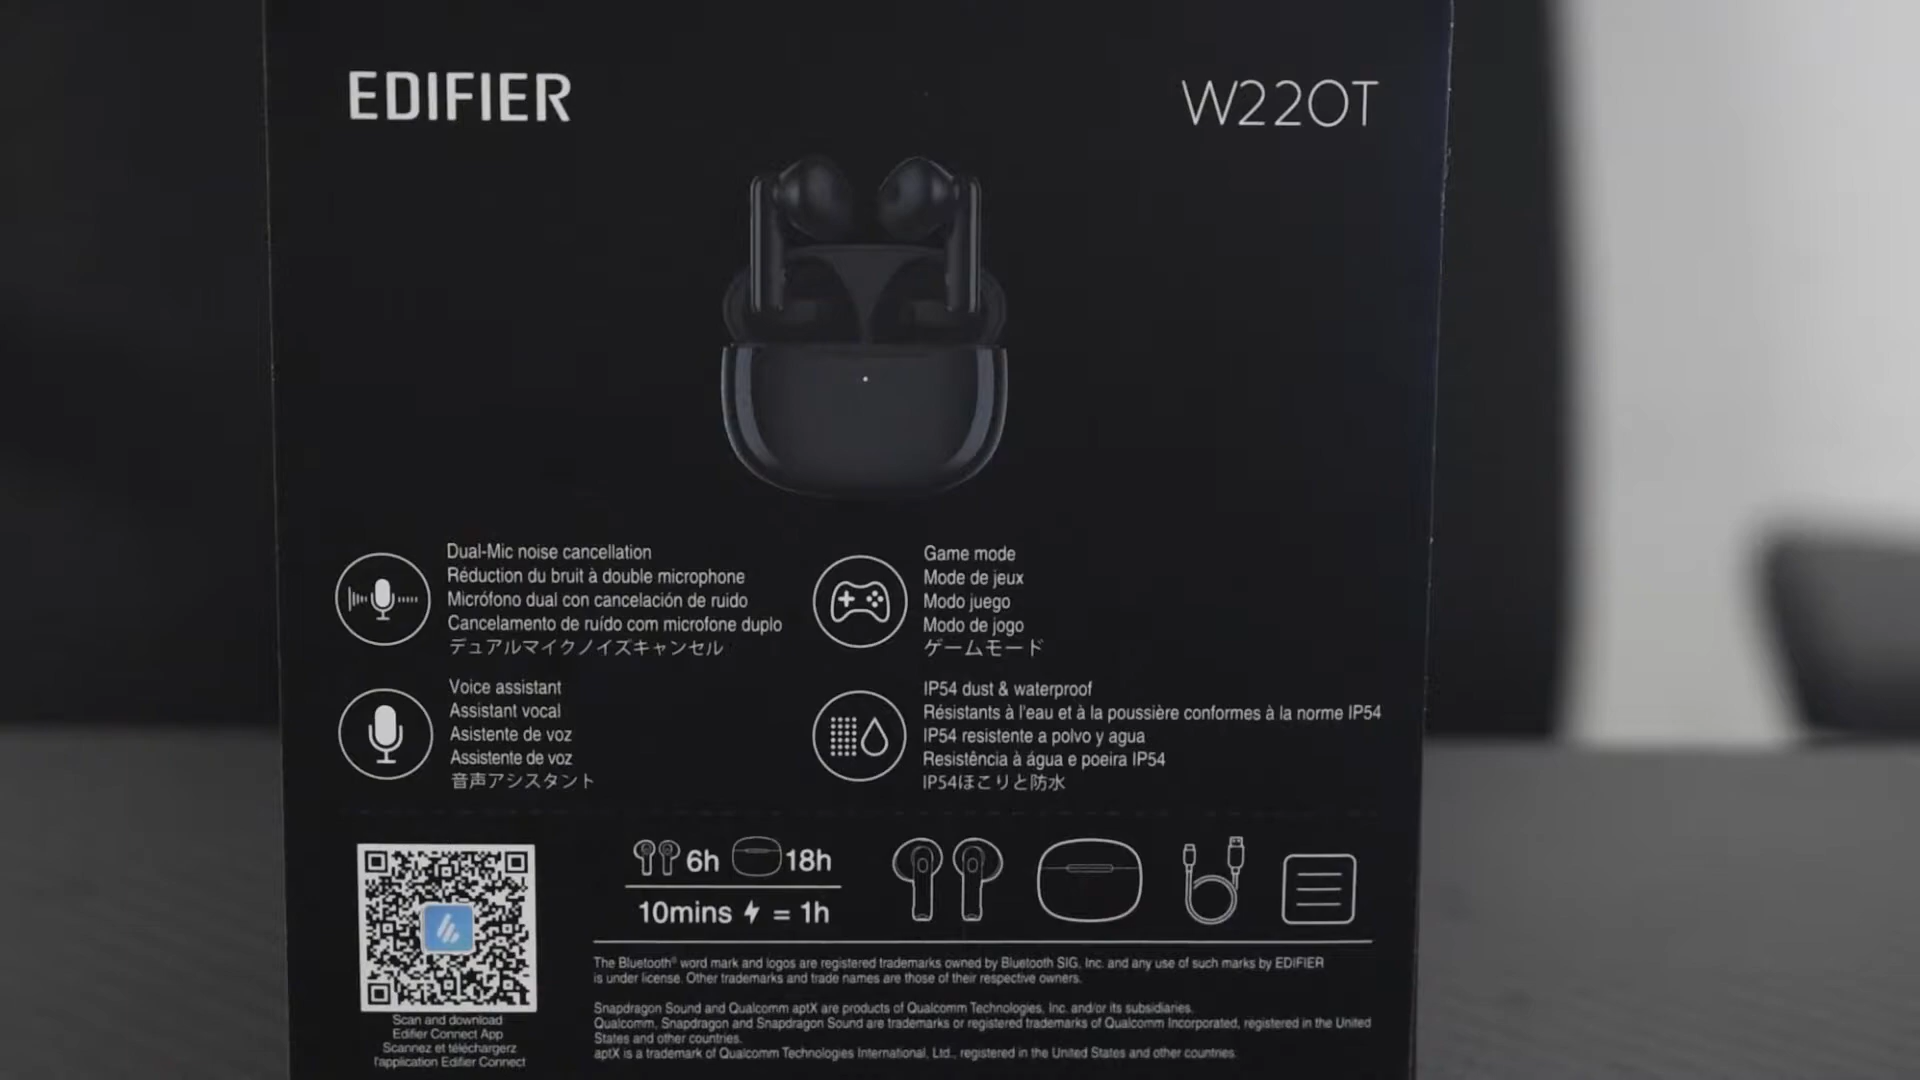 EDIFIER
W220T
Dual-Mic noise cancellation
Réduction du bruit à double microphone
Micrófono dual con cancelación de ruido
Cancelamento de ruído com microfone duplo
デュアルマイクノイズキャンセル
Game mode
Mode de jeux
Modo juego
Modo de jogo
ゲームモード
Voice assistant
Assistant vocal
Asistente de voz
Assistente de voz
音声アシスタント
IP54 dust & waterproof
Résistants à l'eau et à la poussière conformes à la norme IP54
IP54 resistente a polvo y agua
Resistência à água e poeira IP54
IP54ほこりと防水
Scan and download
Edifier Connect App
Scannez et téléchargerz
l'application Edifier Connect
6h 18h
10mins = 1h
The Bluetooth® word mark and logos are registered trademarks owned by Bluetooth SIG, Inc. and any use of such marks by EDIFIER
is under license. Other trademarks and trade names are those of their respective owners.
Snapdragon Sound and Qualcomm aptX are products of Qualcomm Technologies, Inc. and/or its subsidiaries.
Qualcomm, Snapdragon and Snapdragon Sound are trademarks or registered trademarks of Qualcomm Incorporated, registered in the United
States and other countries.
aptX is a trademark of Qualcomm Technologies International, Ltd., registered in the United States and other countries.